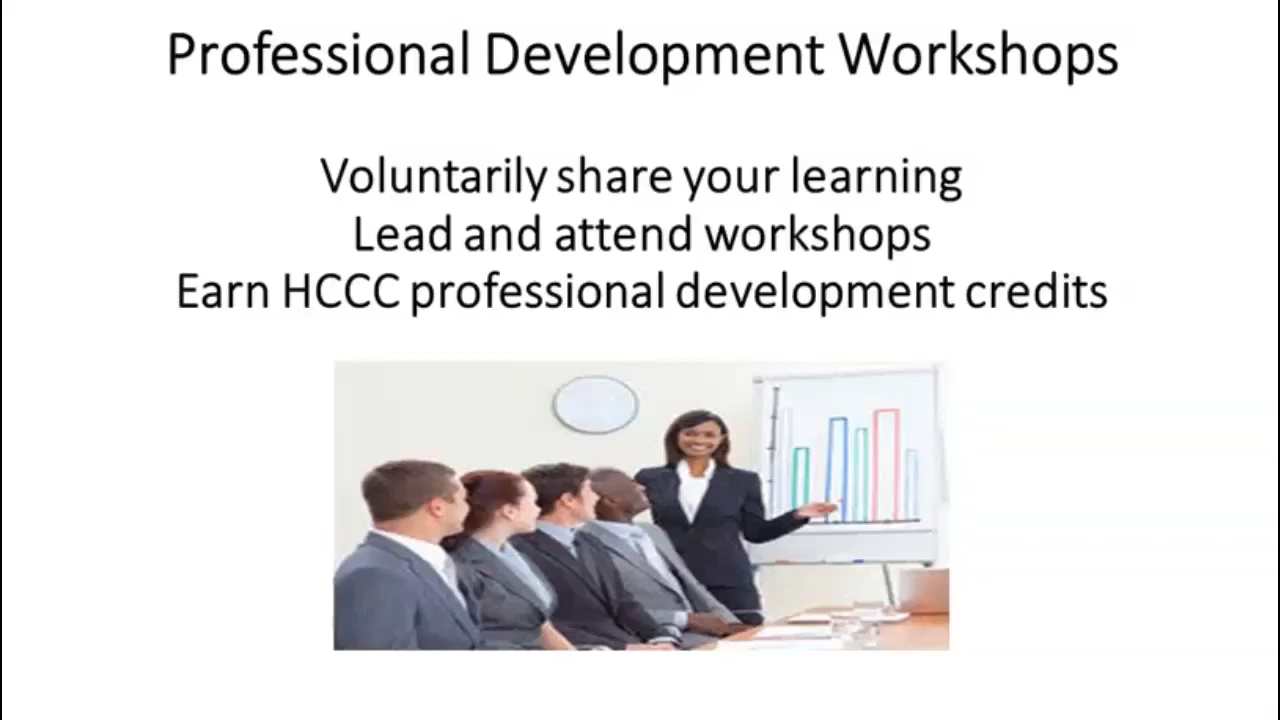 Professional Development Workshops
Voluntarily share your learning
Lead and attend workshops
Earn HCCC professional development credits